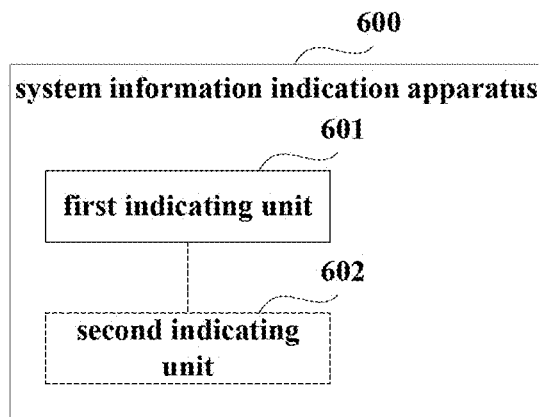 600
system information indication apparatus
601
first indicating unit
602
second indicating
unit